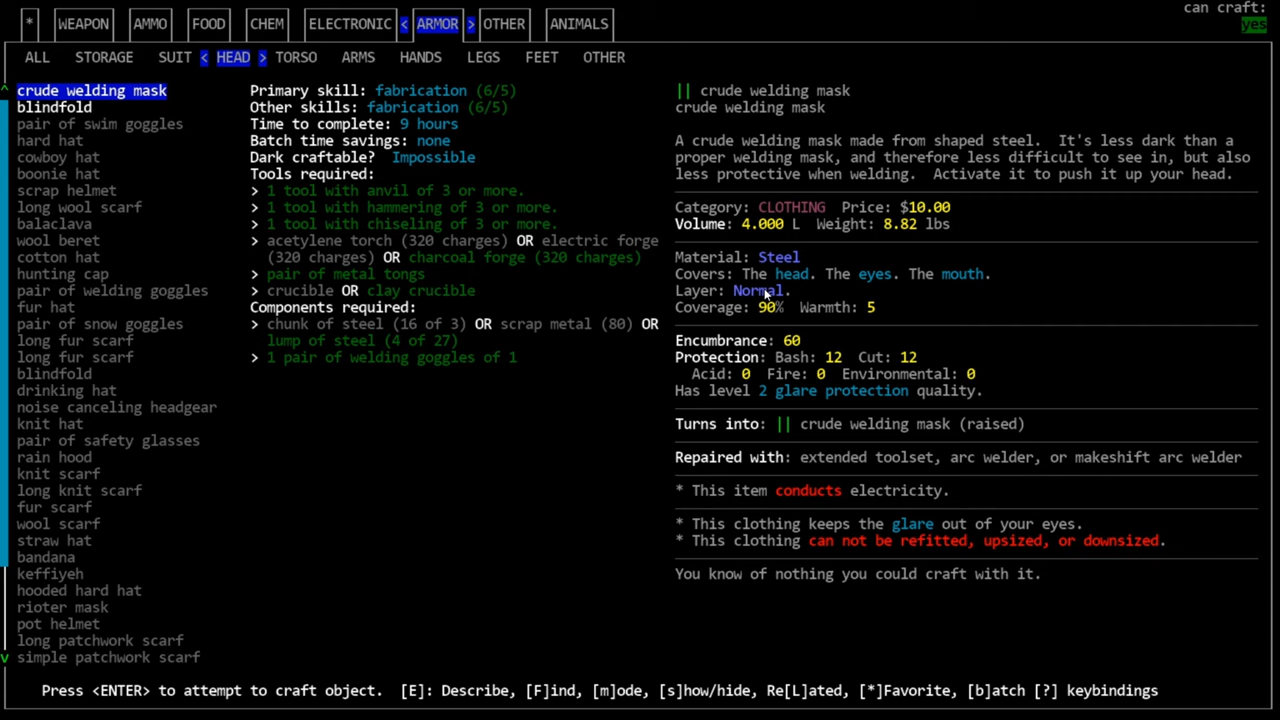 can craft:
* WEAPON AMMO FOOD CHEM ELECTRONIC < ARMOR > OTHER ANIMALS yes
ALL STORAGE SUIT < HEAD > TORSO ARMS HANDS LEGS FEET OTHER
^ crude welding mask
blindfold
pair of swim goggles
hard hat
cowboy hat
boonie hat
scrap helmet
long wool scarf
balaclava
wool beret
cotton hat
hunting cap
pair of welding goggles
fur hat
pair of snow goggles
long fur scarf
long fur scarf
blindfold
drinking hat
noise canceling headgear
knit hat
pair of safety glasses
rain hood
knit scarf
long knit scarf
fur scarf
wool scarf
straw hat
bandana
keffiyeh
hooded hard hat
rioter mask
pot helmet
long patchwork scarf
v simple patchwork scarf
Primary skill: fabrication (6/5)
Other skills: fabrication (6/5)
Time to complete: 9 hours
Batch time savings: none
Dark craftable? Impossible
Tools required:
> 1 tool with anvil of 3 or more.
> 1 tool with hammering of 3 or more.
> 1 tool with chiseling of 3 or more.
> acetylene torch (320 charges) OR electric forge
(320 charges) OR charcoal forge (320 charges)
> pair of metal tongs
> crucible OR clay crucible
Components required:
> chunk of steel (16 of 3) OR scrap metal (80) OR
lump of steel (4 of 27)
> 1 pair of welding goggles of 1
|| crude welding mask
crude welding mask
A crude welding mask made from shaped steel. It's less dark than a
proper welding mask, and therefore less difficult to see in, but also
less protective when welding. Activate it to push it up your head.
Category: CLOTHING Price: $10.00
Volume: 4.000 L Weight: 8.82 lbs
Material: Steel
Covers: The head. The eyes. The mouth.
Layer: Normal.
Coverage: 90% Warmth: 5
Encumbrance: 60
Protection: Bash: 12 Cut: 12
Acid: 0 Fire: 0 Environmental: 0
Has level 2 glare protection quality.
Turns into: || crude welding mask (raised)
Repaired with: extended toolset, arc welder, or makeshift arc welder
* This item conducts electricity.
* This clothing keeps the glare out of your eyes.
* This clothing can not be refitted, upsized, or downsized.
You know of nothing you could craft with it.
Press <ENTER> to attempt to craft object. [E]: Describe, [F]ind, [m]ode, [s]how/hide, Re[L]ated, [*]Favorite, [b]atch [?] keybindings